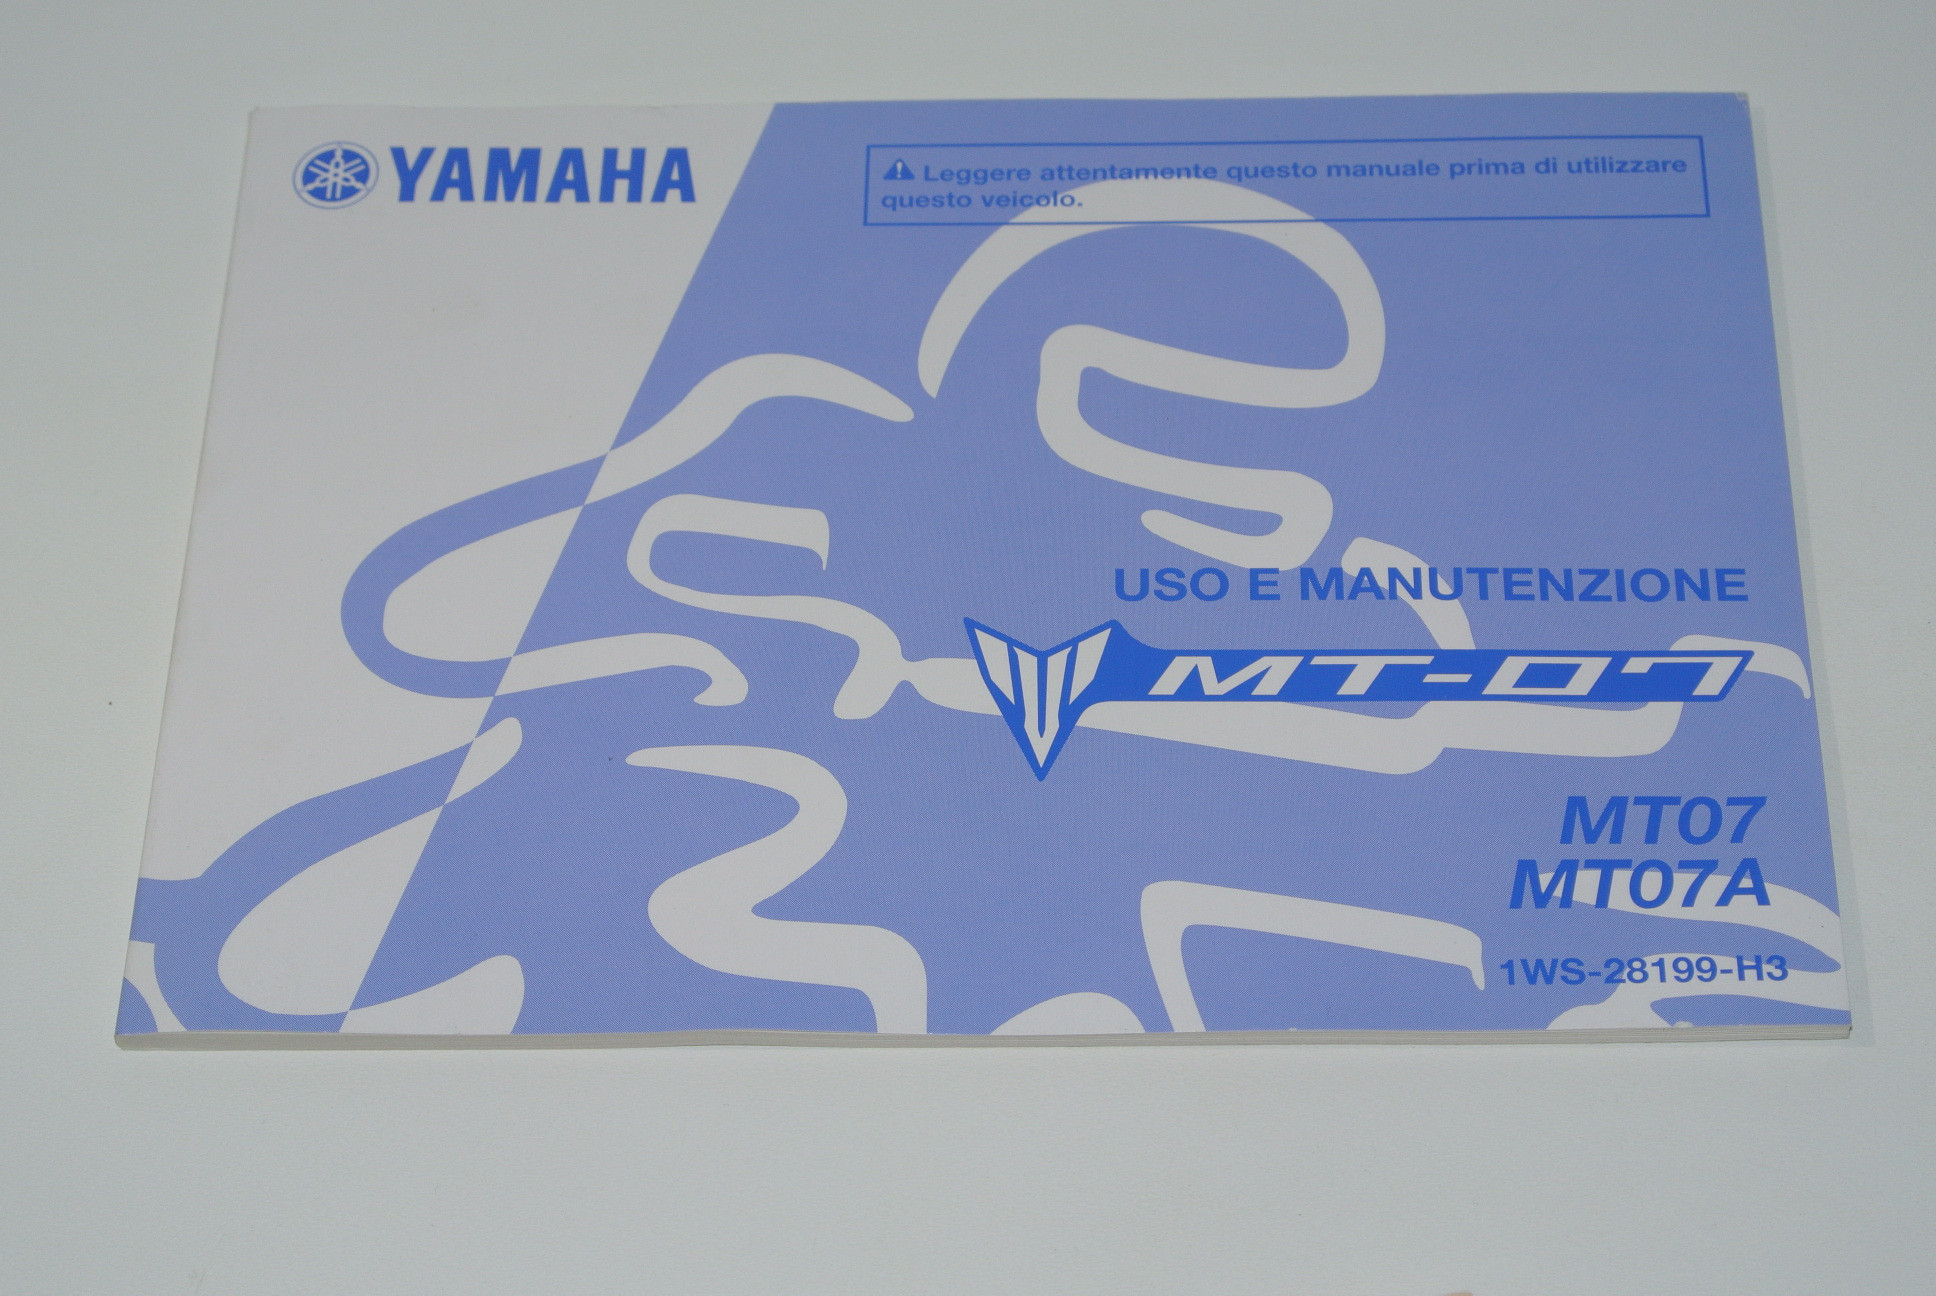 YAMAHA
Leggere attentamente questo manuale prima di utilizzare
questo veicolo.
USO E MANUTENZIONE
MT-07
MT07
MT07A
1WS-28199-H3